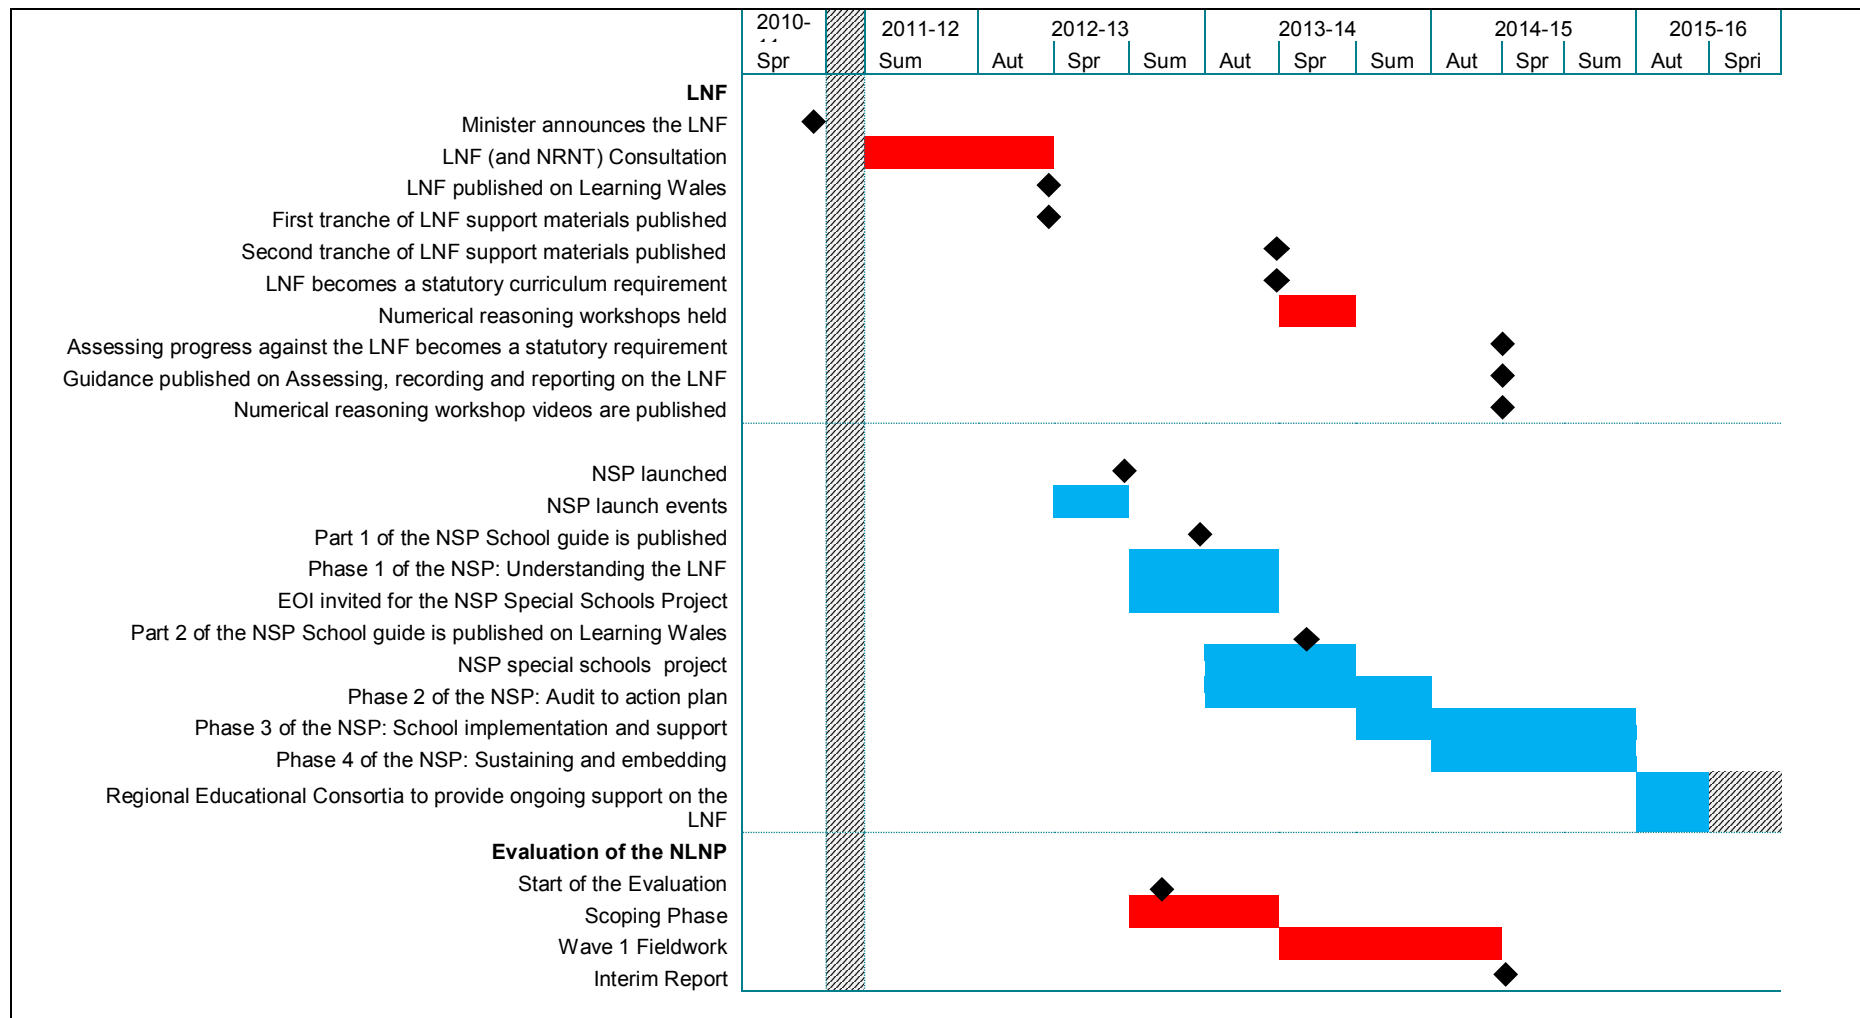 2010-
2011-12 2012-13 2013-14 2014-15 2015-16
Spr Sum Aut Spr Sum Aut Spr Sum Aut Spr Sum Aut Spri
LNF
Minister announces the LNF
LNF (and NRNT) Consultation
LNF published on Learning Wales
First tranche of LNF support materials published
Second tranche of LNF support materials published
LNF becomes a statutory curriculum requirement
Numerical reasoning workshops held
Assessing progress against the LNF becomes a statutory requirement
Guidance published on Assessing, recording and reporting on the LNF
Numerical reasoning workshop videos are published
NSP launched
NSP launch events
Part 1 of the NSP School guide is published
Phase 1 of the NSP: Understanding the LNF
EOI invited for the NSP Special Schools Project
Part 2 of the NSP School guide is published on Learning Wales
NSP special schools project
Phase 2 of the NSP: Audit to action plan
Phase 3 of the NSP: School implementation and support
Phase 4 of the NSP: Sustaining and embedding
Regional Educational Consortia to provide ongoing support on the
LNF
Evaluation of the NLNP
Start of the Evaluation
Scoping Phase
Wave 1 Fieldwork
Interim Report